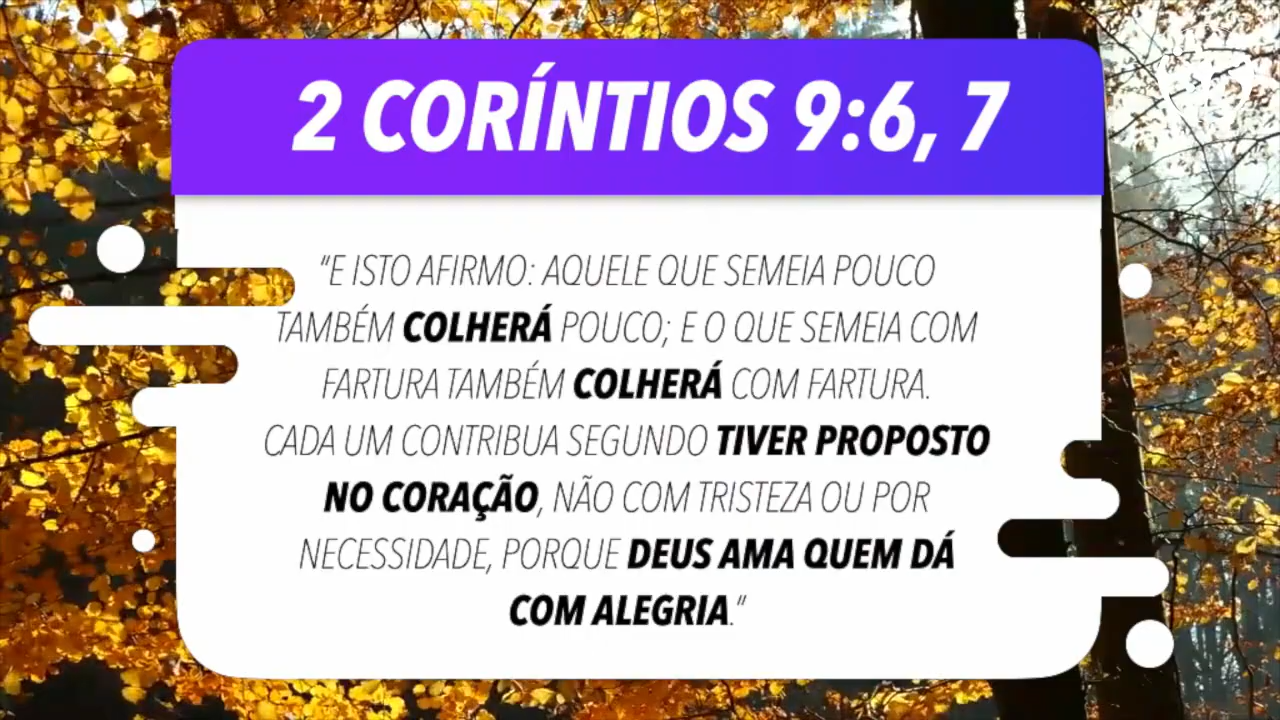 2 CORÍNTIOS 9:6, 7
“E ISTO AFIRMO: AQUELE QUE SEMEIA POUCO
TAMBÉM COLHERÁ POUCO; E O QUE SEMEIA COM
FARTURA TAMBÉM COLHERÁ COM FARTURA.
CADA UM CONTRIBUA SEGUNDO TIVER PROPOSTO
NO CORAÇÃO, NÃO COM TRISTEZA OU POR
NECESSIDADE, PORQUE DEUS AMA QUEM DÁ
COM ALEGRIA.”